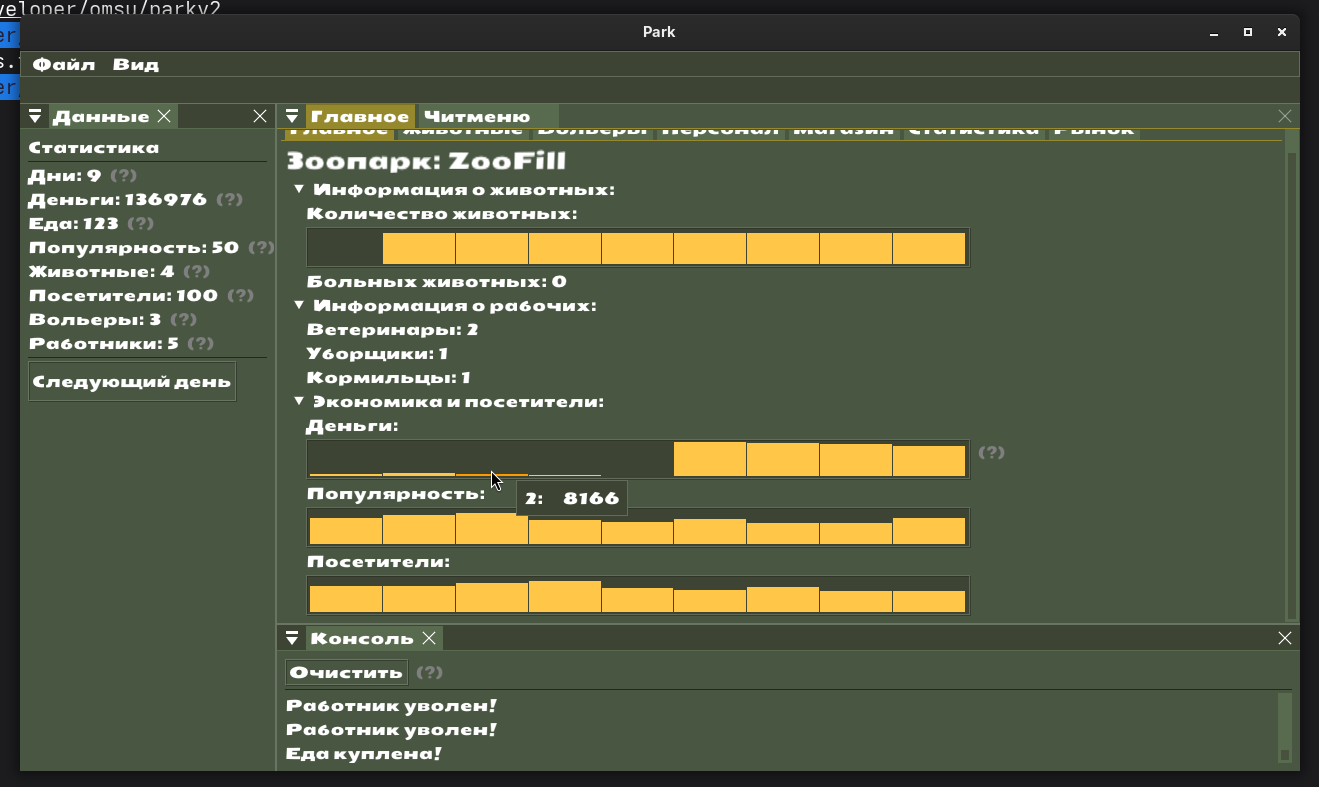 veloper/omsu/parkv2
er
s.
er
Park
Файл Вид
Данные
Статистика
Дни: 9 (?)
Деньги: 136976 (?)
Еда: 123 (?)
Популярность: 50 (?)
Животные: 4 (?)
Посетители: 100 (?)
Вольеры: 3 (?)
Работники: 5 (?)
Следующий день
Главное Читменю
Главное Животные Вольеры Персонал Магазин Статистика Рынок
Зоопарк: ZooFill
Информация о животных:
Количество животных:
Больных животных: 0
Информация о рабочих:
Ветеринары: 2
Уборщики: 1
Кормильцы: 1
Экономика и посетители:
Деньги:
(?)
2: 8166
Популярность:
Посетители:
Консоль
Очистить (?)
Работник уволен!
Работник уволен!
Еда куплена!